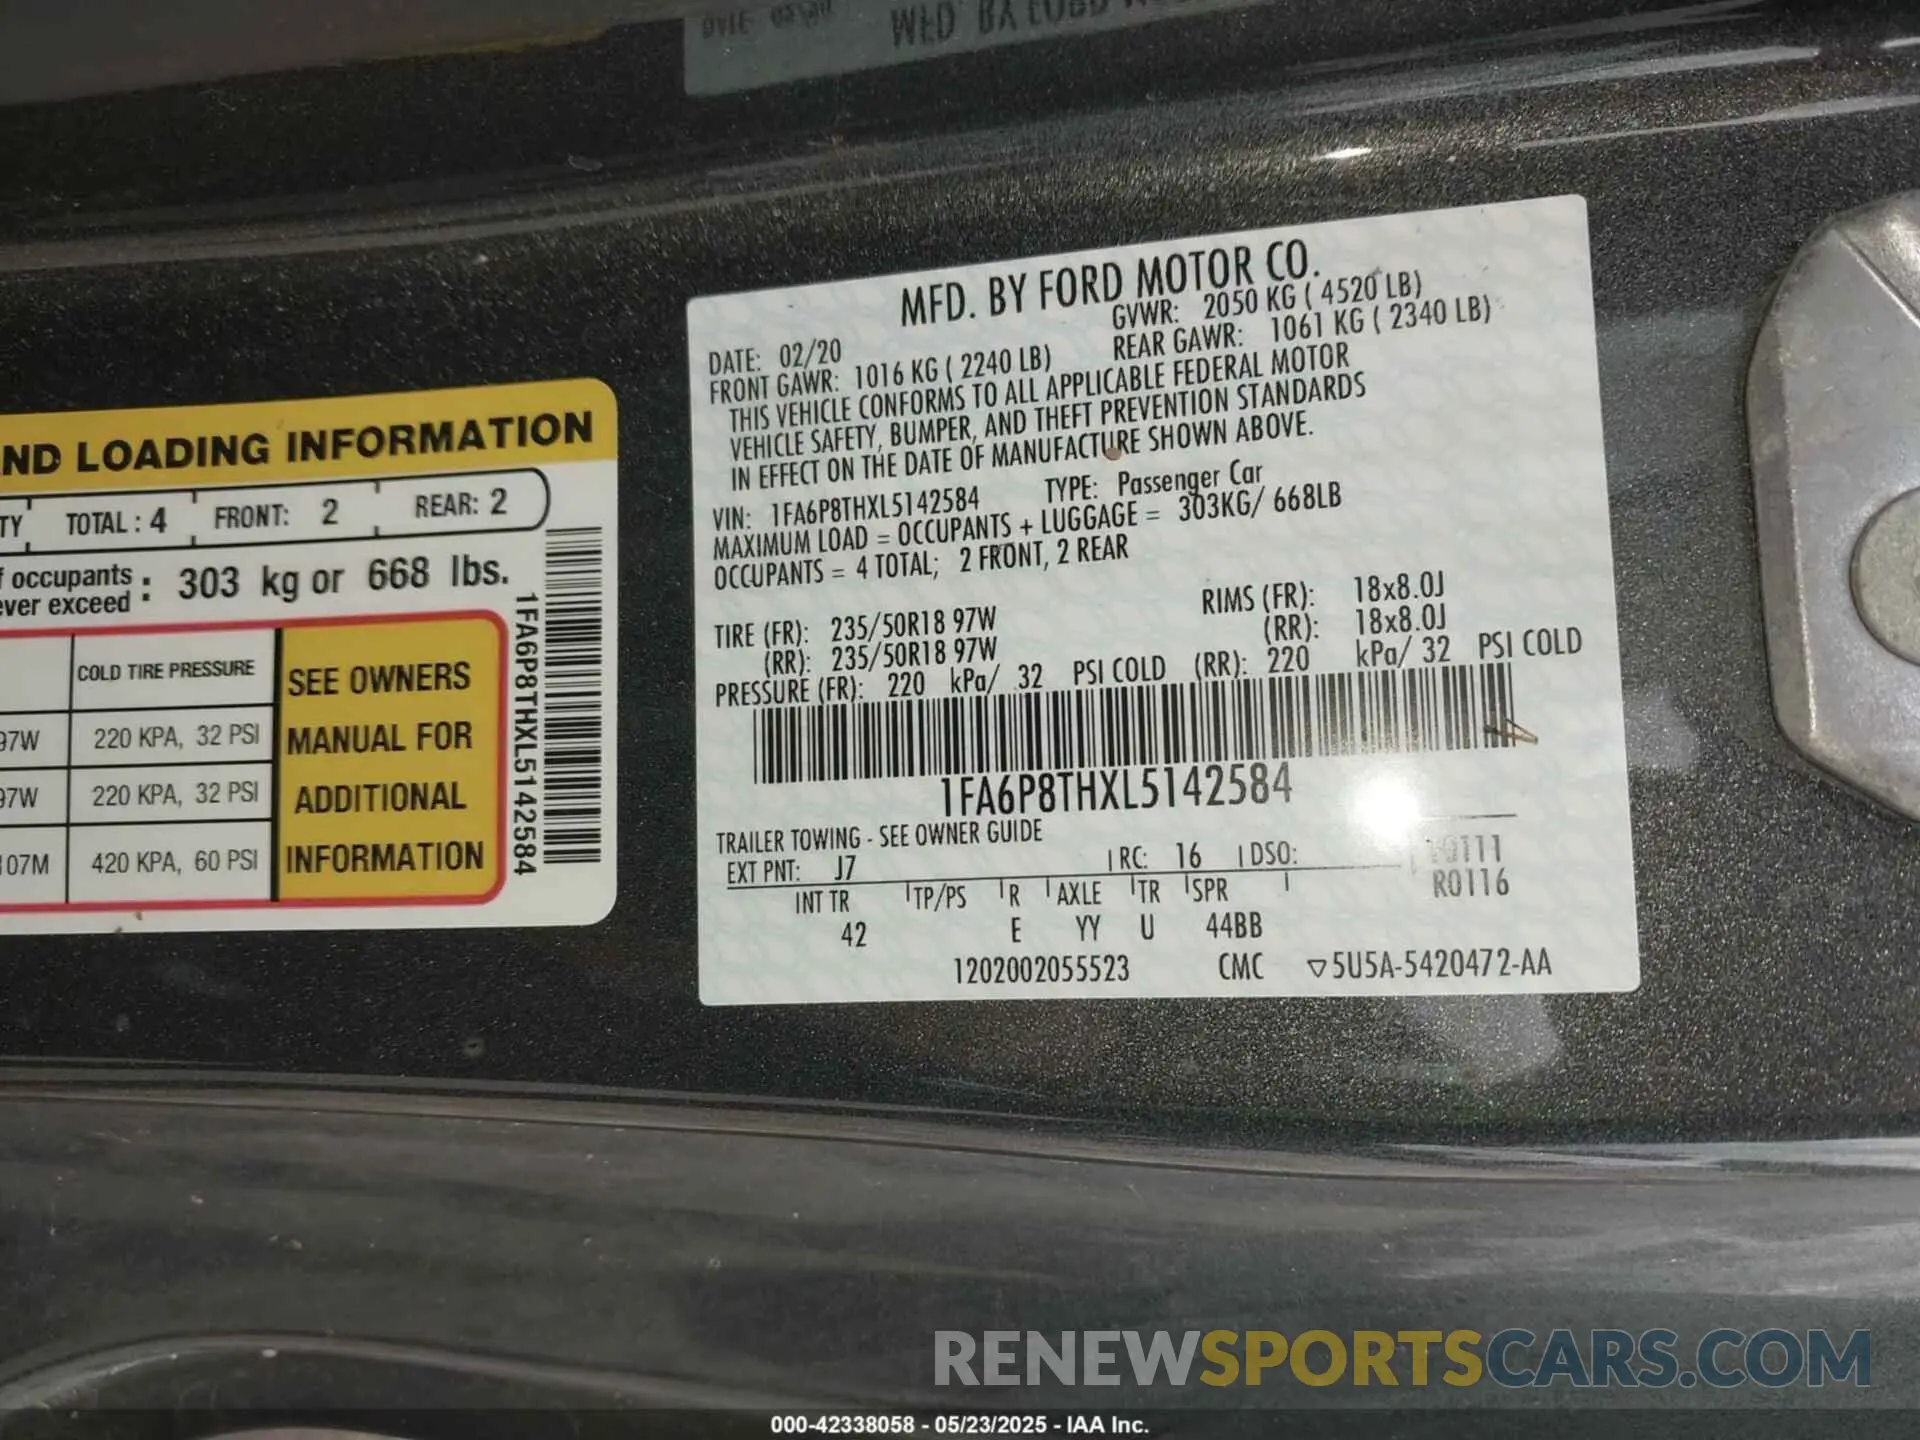 ND LOADING INFORMATION
TY TOTAL : 4 FRONT: 2 REAR: 2
f occupants
ever exceed : 303 kg or 668 lbs.
COLD TIRE PRESSURE
97W 220 KPA, 32 PSI
97W 220 KPA, 32 PSI
107M 420 KPA, 60 PSI
SEE OWNERS
MANUAL FOR
ADDITIONAL
INFORMATION
1FA6P8THXL5142584
MFD. BY FORD MOTOR CO.
DATE: 02/20 GVWR: 2050 KG ( 4520 LB)
FRONT GAWR: 1016 KG ( 2240 LB) REAR GAWR: 1061 KG ( 2340 LB)
THIS VEHICLE CONFORMS TO ALL APPLICABLE FEDERAL MOTOR
VEHICLE SAFETY, BUMPER, AND THEFT PREVENTION STANDARDS
IN EFFECT ON THE DATE OF MANUFACTURE SHOWN ABOVE.
VIN: 1FA6P8THXL5142584 TYPE: Passenger Car
MAXIMUM LOAD = OCCUPANTS + LUGGAGE = 303KG/ 668LB
OCCUPANTS = 4 TOTAL; 2 FRONT, 2 REAR
TIRE (FR): 235/50R18 97W RIMS (FR): 18x8.0J
(RR): 235/50R18 97W (RR): 18x8.0J
PRESSURE (FR): 220 kPa/ 32 PSI COLD (RR): 220 kPa/ 32 PSI COLD
1FA6P8THXL5142584
TRAILER TOWING - SEE OWNER GUIDE
EXT PNT: J7 RC: 16 DSO:
R0116
INT TR TP/PS R AXLE TR SPR
42 E YY U 44BB
1202002055523 CMC ▽5U5A-5420472-AA
RENEWSPORTSCARS.COM
000-42338058 - 05/23/2025 - IAA Inc.